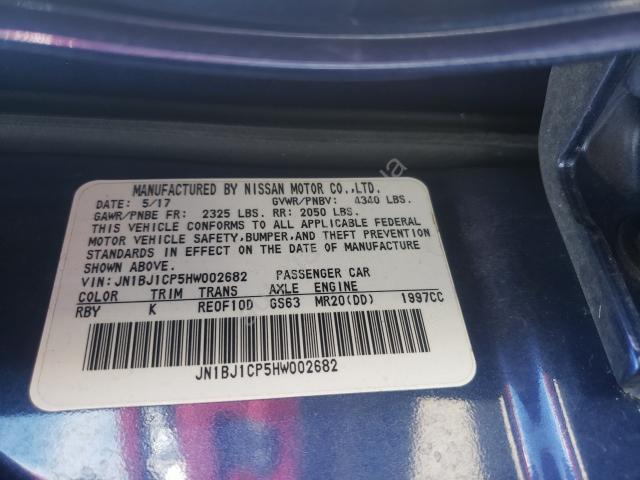 MANUFACTURED BY NISSAN MOTOR CO.,LTD.
DATE: 5/17 GVWR/PNBV: 4340 LBS.
GAWR/PNBE FR: 2325 LBS. RR: 2050 LBS.
THIS VEHICLE CONFORMS TO ALL APPLICABLE FEDERAL
MOTOR VEHICLE SAFETY, BUMPER, AND THEFT PREVENTION
STANDARDS IN EFFECT ON THE DATE OF MANUFACTURE
SHOWN ABOVE.
VIN: JN1BJ1CP5HW002682 PASSENGER CAR
COLOR TRIM TRANS AXLE ENGINE
RBY K RE0F10D GS63 MR20(DD) 1997CC
JN1BJ1CP5HW002682